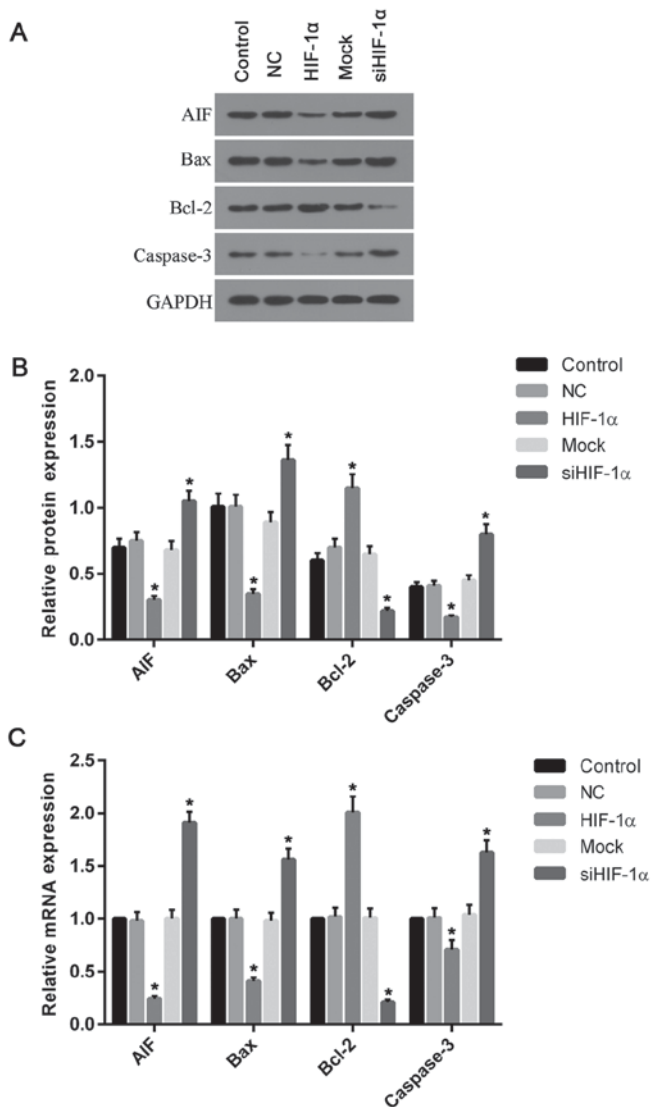 A
Control NC HIF-1α Mock siHIF-1α
AIF
Bax
Bcl-2
Caspase-3
GAPDH
B
Relative protein expression
2.0
1.5
1.0
0.5
0.0
* * * * * * * *
AIF Bax Bcl-2 Caspase-3
Control
NC
HIF-1α
Mock
siHIF-1α
C
Relative mRNA expression
2.5
2.0
1.5
1.0
0.5
0.0
* * * * * * * *
AIF Bax Bcl-2 Caspase-3
Control
NC
HIF-1α
Mock
siHIF-1α